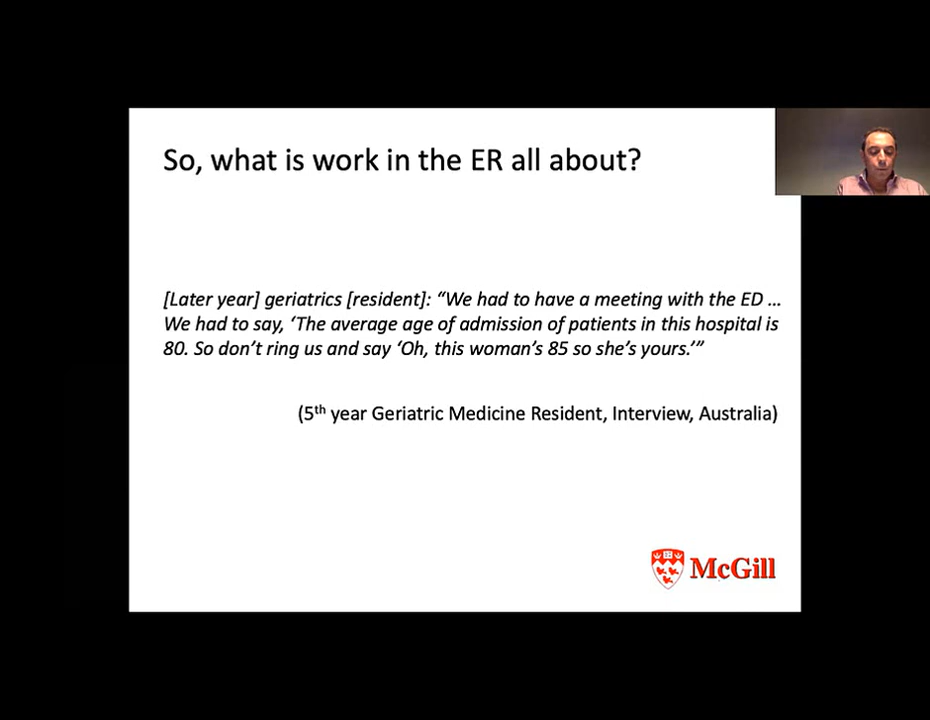 So, what is work in the ER all about?
[Later year] geriatrics [resident]: “We had to have a meeting with the ED …
We had to say, ‘The average age of admission of patients in this hospital is
80. So don’t ring us and say ‘Oh, this woman’s 85 so she’s yours.’”
(5th year Geriatric Medicine Resident, Interview, Australia)
McGill